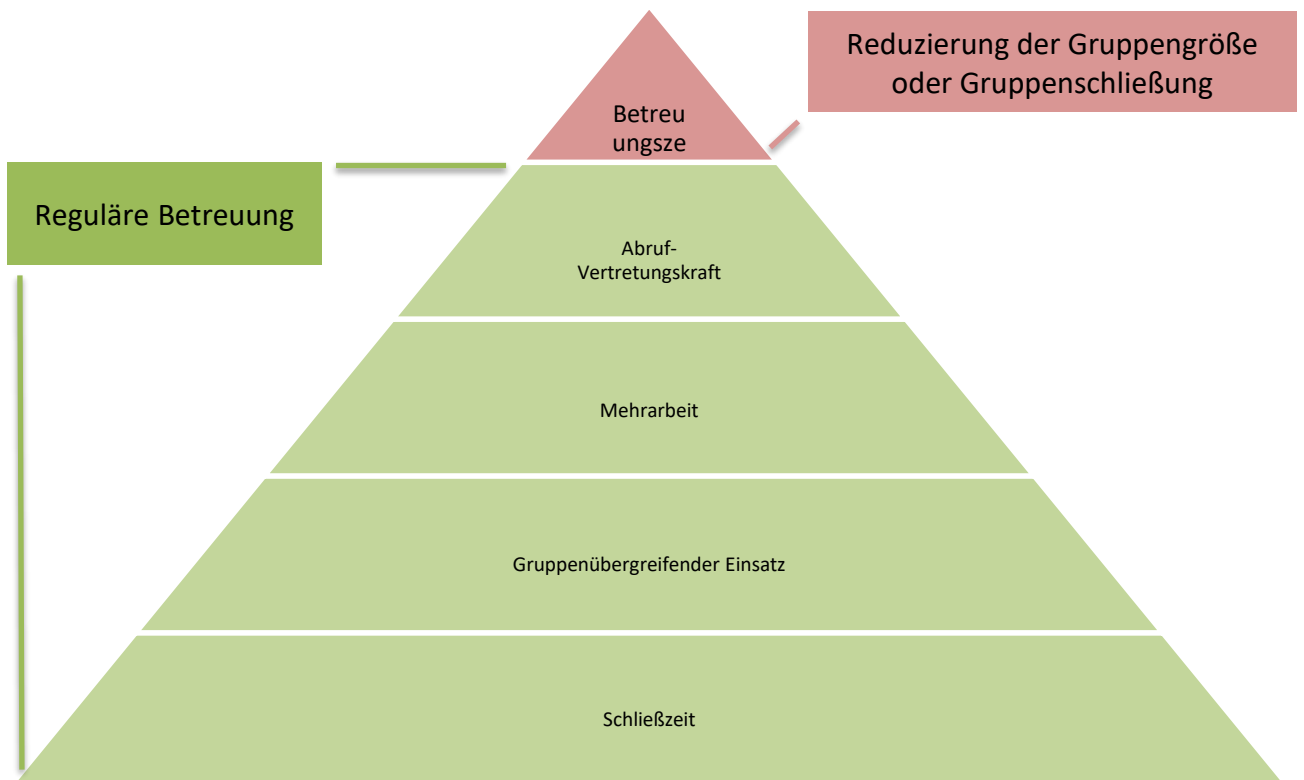 Reduzierung der Gruppengröße
oder Gruppenschließung
Betreu
ungsze
Reguläre Betreuung
Abruf-
Vertretungskraft
Mehrarbeit
Gruppenübergreifender Einsatz
Schließzeit